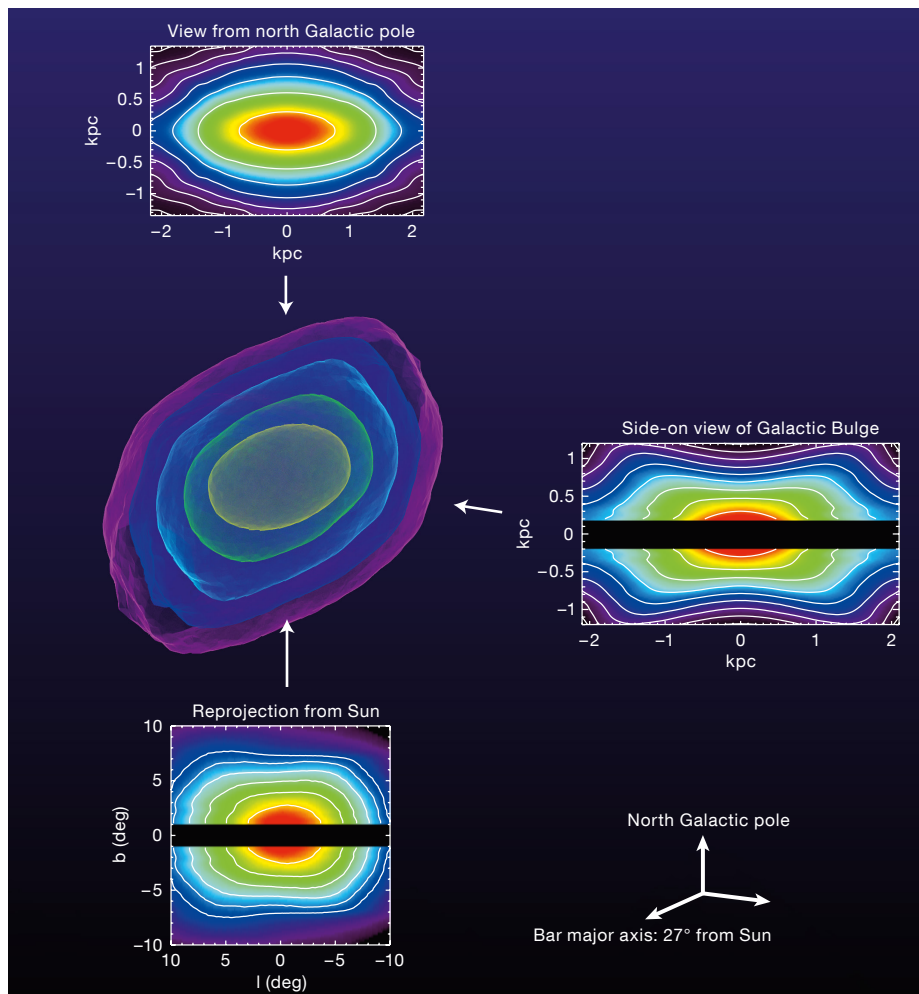 View from north Galactic pole
1
0.5
0
−0.5
−1
kpc
−2 −1 0 1 2
kpc
Side-on view of Galactic Bulge
1
0.5
0
−0.5
−1
kpc
−2 −1 0 1 2
kpc
Reprojection from Sun
10
5
0
−5
−10
b (deg)
10 5 0 −5 −10
l (deg)
North Galactic pole
Bar major axis: 27° from Sun